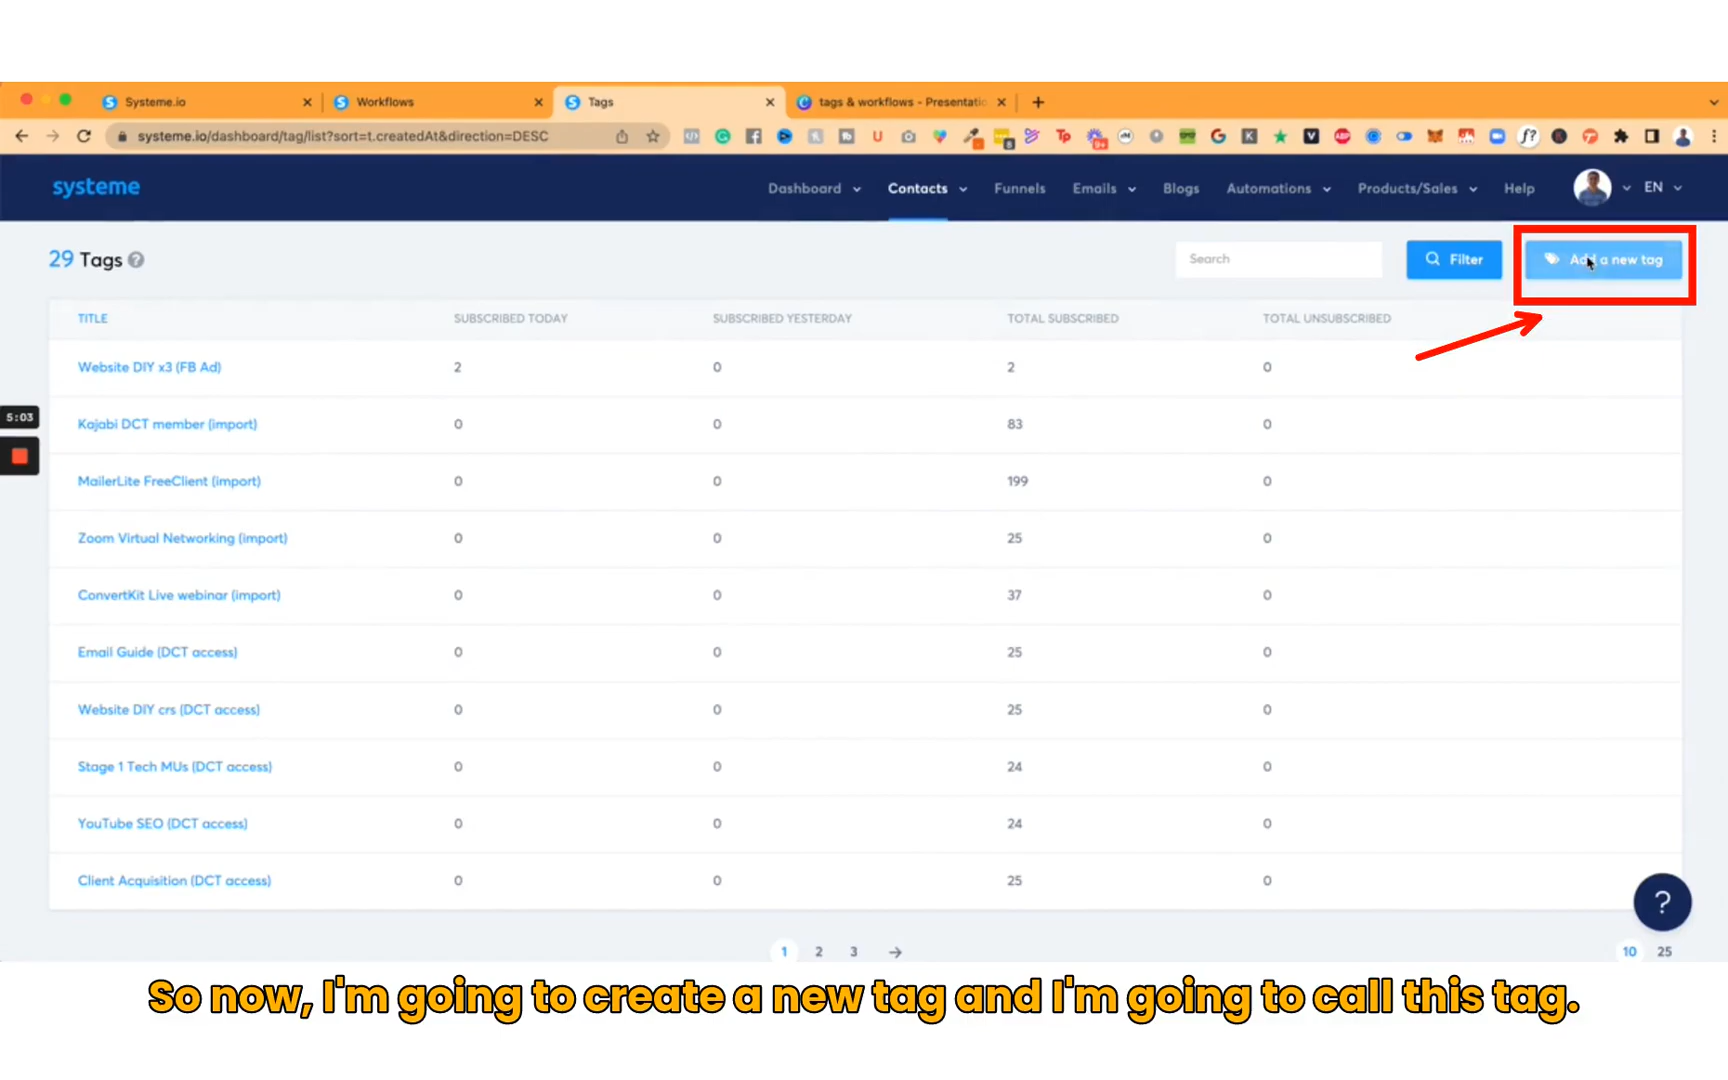 Systeme.io
Workflows
Tags
tags & workflows - Presentatio
systeme.io/dashboard/tag/list?sort=t.createdAt&direction=DESC
systeme
Dashboard
Contacts
Funnels
Emails
Blogs
Automations
Products/Sales
Help
EN
29 Tags
Search
Filter
Add a new tag
TITLE SUBSCRIBED TODAY SUBSCRIBED YESTERDAY TOTAL SUBSCRIBED TOTAL UNSUBSCRIBED
Website DIY x3 (FB Ad) 2 0 2 0
5:03
Kajabi DCT member (import) 0 0 83 0
MailerLite FreeClient (import) 0 0 199 0
Zoom Virtual Networking (import) 0 0 25 0
ConvertKit Live webinar (import) 0 0 37 0
Email Guide (DCT access) 0 0 25 0
Website DIY crs (DCT access) 0 0 25 0
Stage 1 Tech MUs (DCT access) 0 0 24 0
YouTube SEO (DCT access) 0 0 24 0
Client Acquisition (DCT access) 0 0 25 0
?
1 2 3 →
10 25
So now, I'm going to create a new tag and I'm going to call this tag.